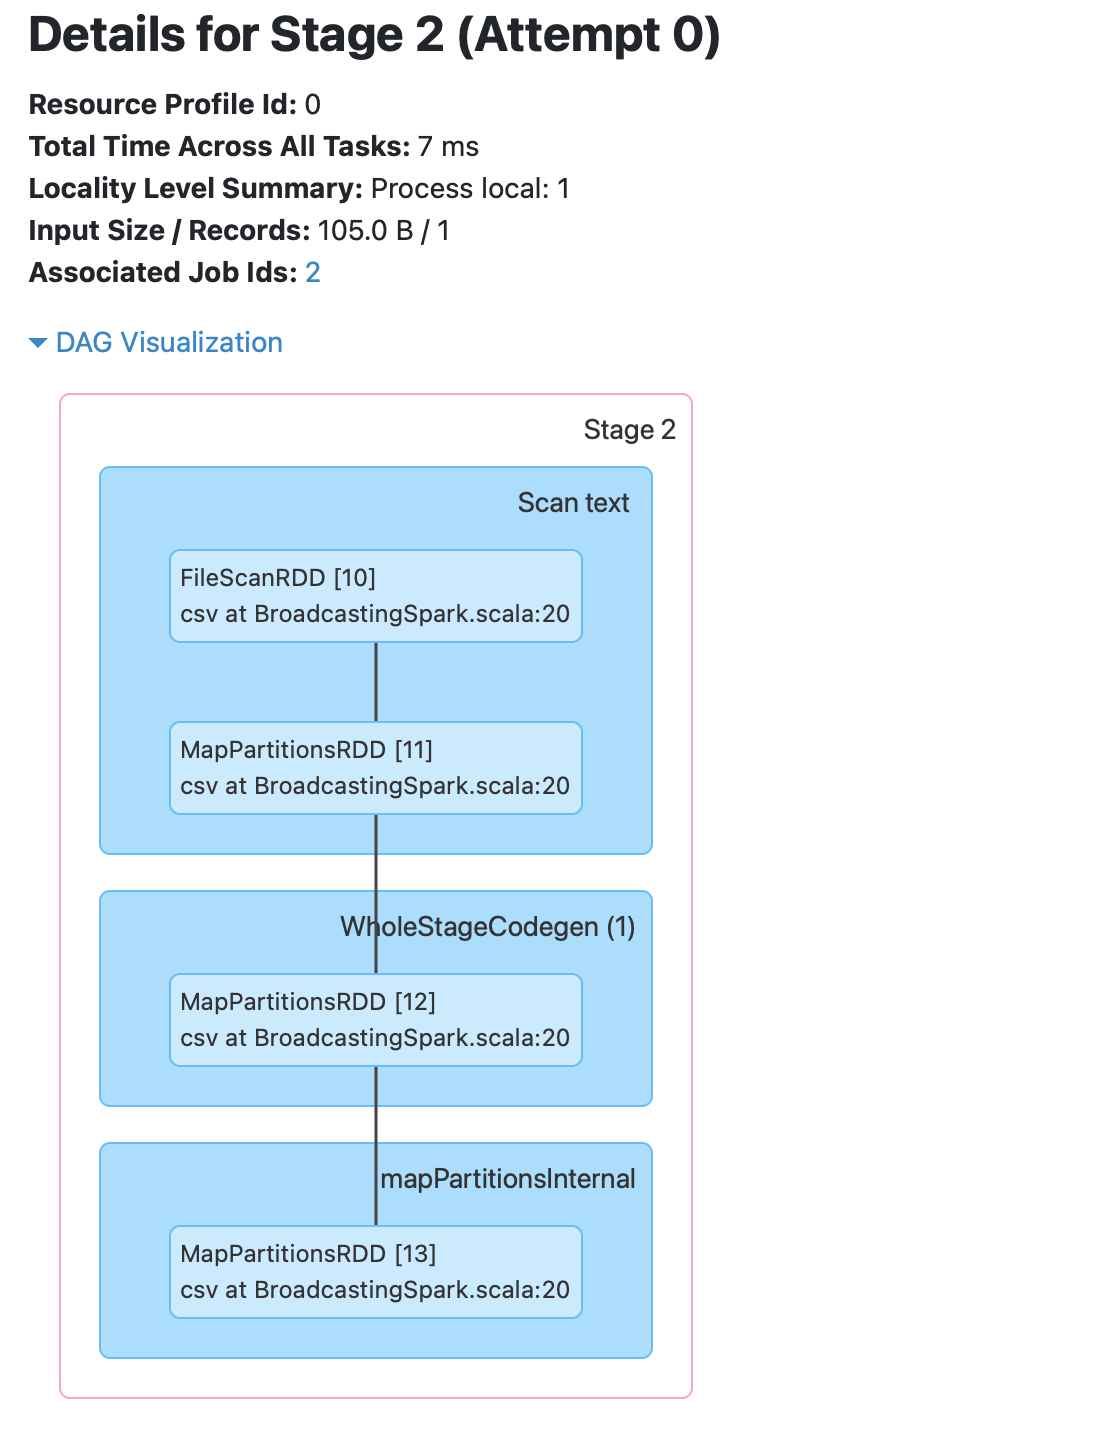 Details for Stage 2 (Attempt 0)
Resource Profile Id: 0
Total Time Across All Tasks: 7 ms
Locality Level Summary: Process local: 1
Input Size / Records: 105.0 B / 1
Associated Job Ids: 2
DAG Visualization
Stage 2
Scan text
FileScanRDD [10]
csv at BroadcastingSpark.scala:20
MapPartitionsRDD [11]
csv at BroadcastingSpark.scala:20
WholeStageCodegen (1)
MapPartitionsRDD [12]
csv at BroadcastingSpark.scala:20
mapPartitionsInternal
MapPartitionsRDD [13]
csv at BroadcastingSpark.scala:20